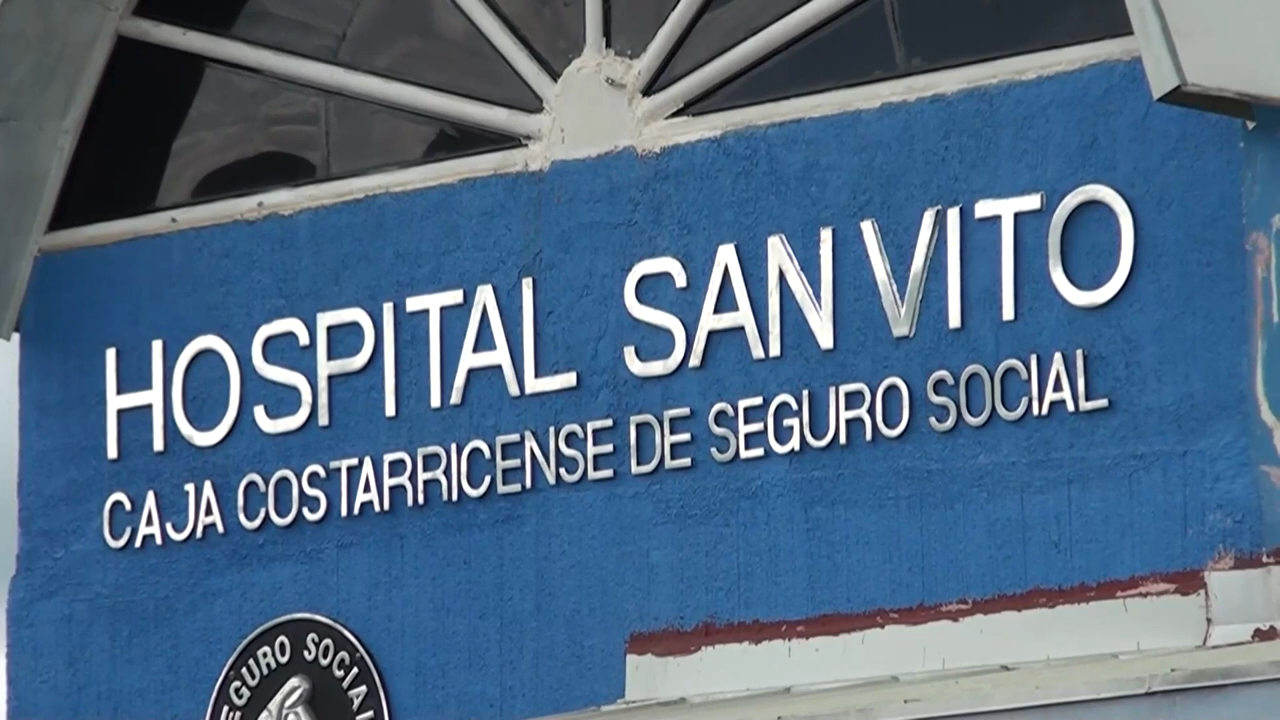 HOSPITAL SAN VITO
CAJA COSTARRICENSE DE SEGURO SOCIAL
SEGURO SOCIAL